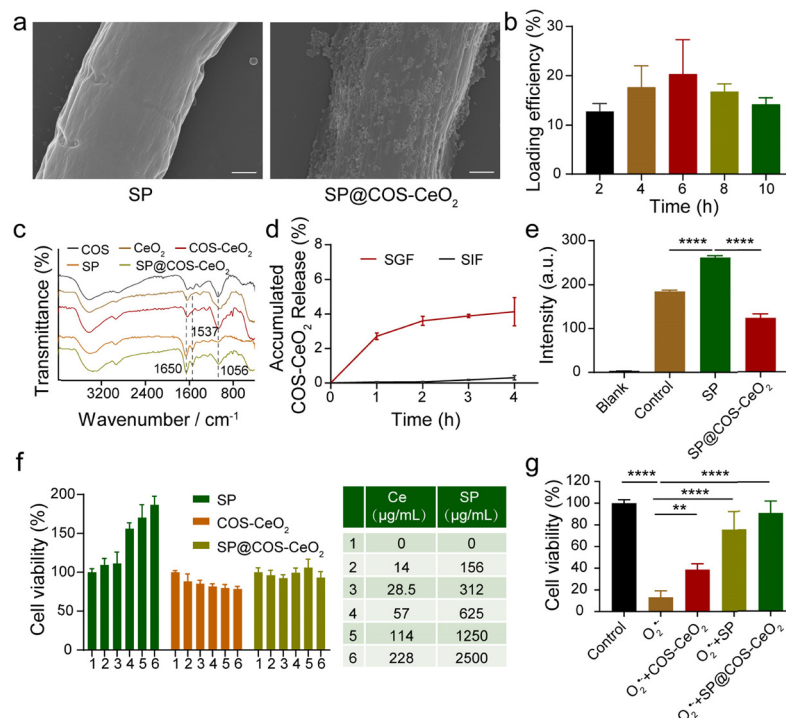 a
SP
SP@COS-CeO₂
b
Loading efficiency (%)
30
20
10
0
2 4 6 8 10
Time (h)
c
COS CeO₂ COS-CeO₂
SP SP@COS-CeO₂
Transmittance (%)
1537
1650 1056
3200 2400 1600 800
Wavenumber / cm⁻¹
d
SGF SIF
Accumulated
COS-CeO₂ Release (%)
8
6
4
2
0
0 1 2 3 4
Time (h)
e
Intensity (a.u.)
300
200
100
0
**** ****
Blank
Control
SP
SP@COS-CeO₂
f
Cell viability (%)
200
150
100
50
0
SP
COS-CeO₂
SP@COS-CeO₂
1 2 3 4 5 6 1 2 3 4 5 6 1 2 3 4 5 6
Ce SP
(μg/mL) (μg/mL)
1 0 0
2 14 156
3 28.5 312
4 57 625
5 114 1250
6 228 2500
g
Cell viability (%)
200
150
100
50
0
**** ****
****
**
Control
O₂•⁻
O₂•⁻+COS-CeO₂
O₂•⁻+SP
O₂•⁻+SP@COS-CeO₂